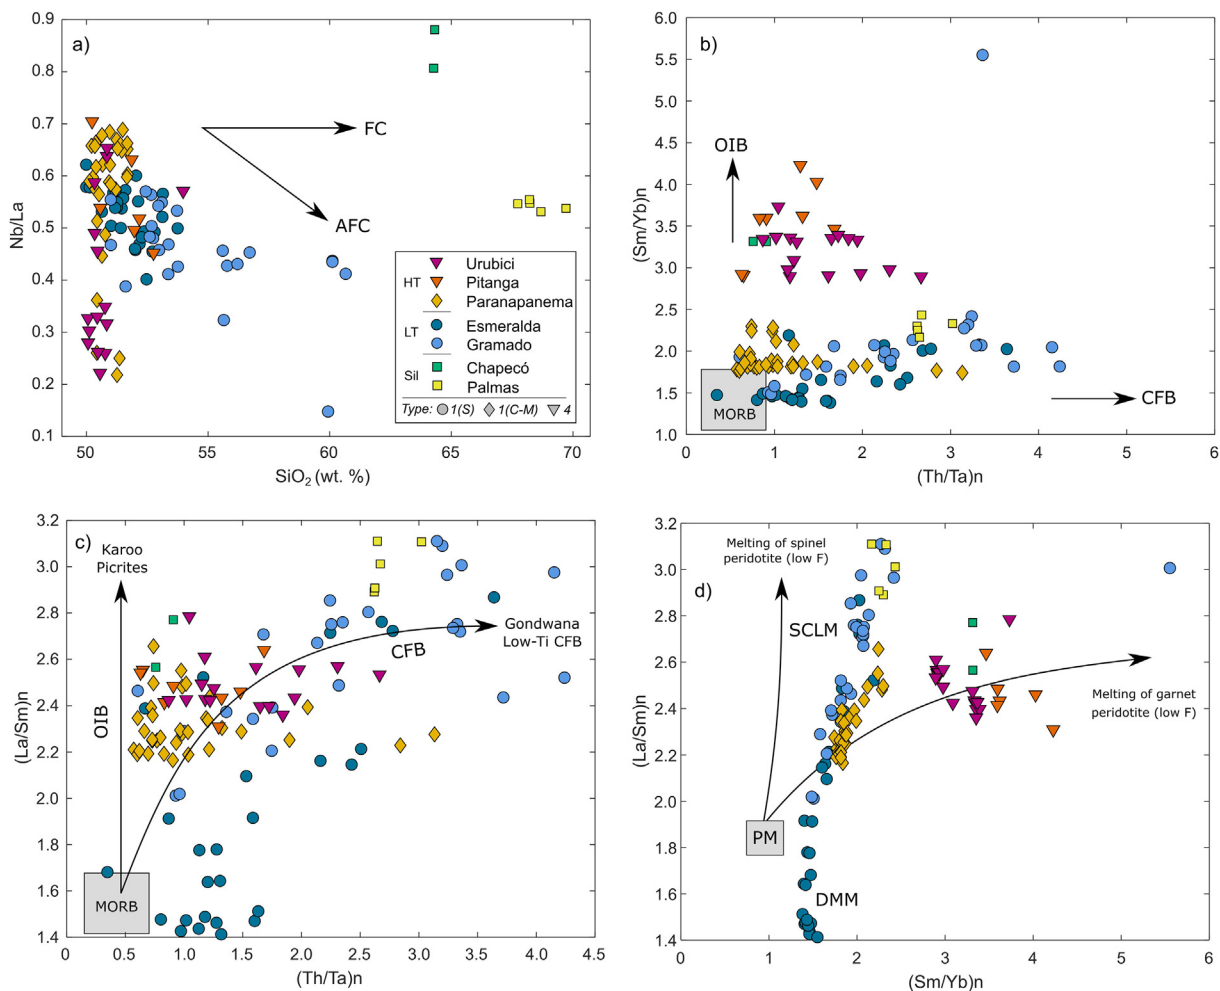 a)
0.9
0.8
0.7
0.6
0.5
0.4
0.3
0.2
0.1
Nb/La
50
55
60
65
70
SiO2 (wt. %)
FC
AFC
HT
Urubici
Pitanga
Paranapanema
LT
Esmeralda
Gramado
Sil
Chapecó
Palmas
Type: 1(S) 1(C-M) 4
b)
6.0
5.5
5.0
4.5
4.0
3.5
3.0
2.5
2.0
1.5
1.0
(Sm/Yb)n
0
1
2
3
4
5
6
(Th/Ta)n
OIB
MORB
CFB
c)
3.2
3.0
2.8
2.6
2.4
2.2
2.0
1.8
1.6
1.4
(La/Sm)n
0
0.5
1.0
1.5
2.0
2.5
3.0
3.5
4.0
4.5
(Th/Ta)n
Karoo
Picrites
OIB
CFB
Gondwana
Low-Ti CFB
MORB
d)
3.2
3.0
2.8
2.6
2.4
2.2
2.0
1.8
1.6
1.4
(La/Sm)n
0
1
2
3
4
5
6
(Sm/Yb)n
Melting of spinel
peridotite (low F)
SCLM
Melting of garnet
peridotite (low F)
PM
DMM